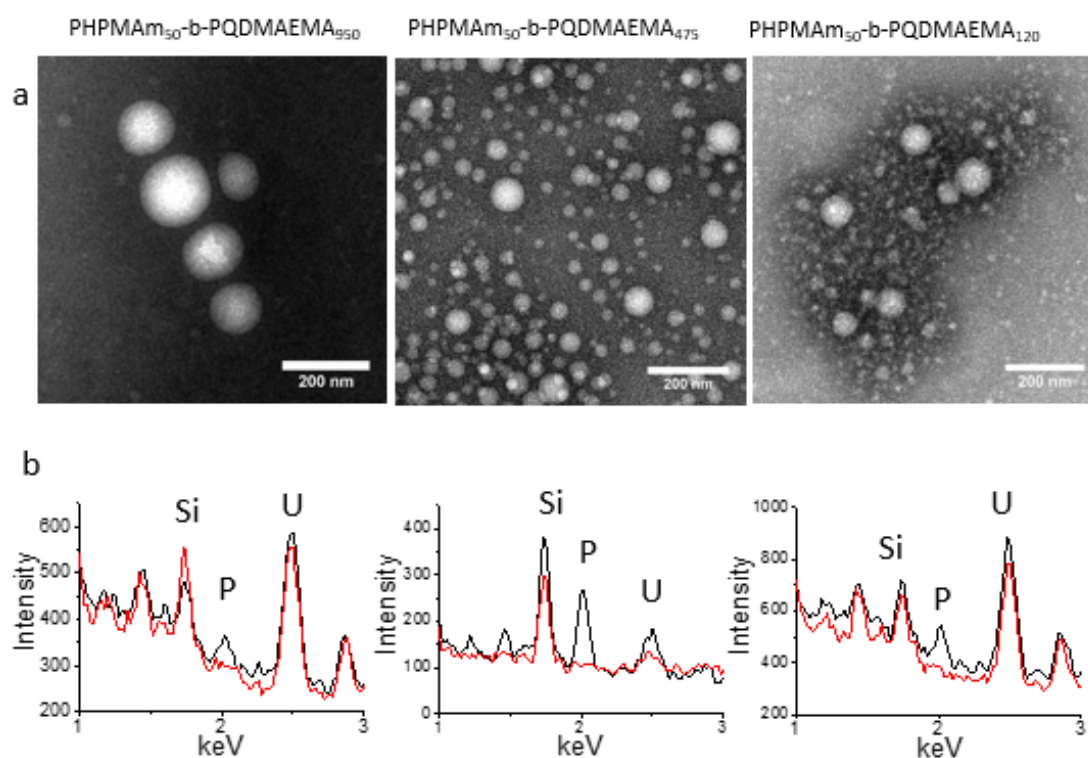 PHPMAm₅₀-b-PQDMAEMA₉₅₀ PHPMAm₅₀-b-PQDMAEMA₄₇₅ PHPMAm₅₀-b-PQDMAEMA₁₂₀
a
200 nm 200 nm 200 nm
b
Si P U
Intensity
600
500
400
300
200
1 2 3
keV
Si P U
Intensity
400
300
200
100
0
1 2 3
keV
Si P U
Intensity
1000
800
600
400
200
1 2 3
keV